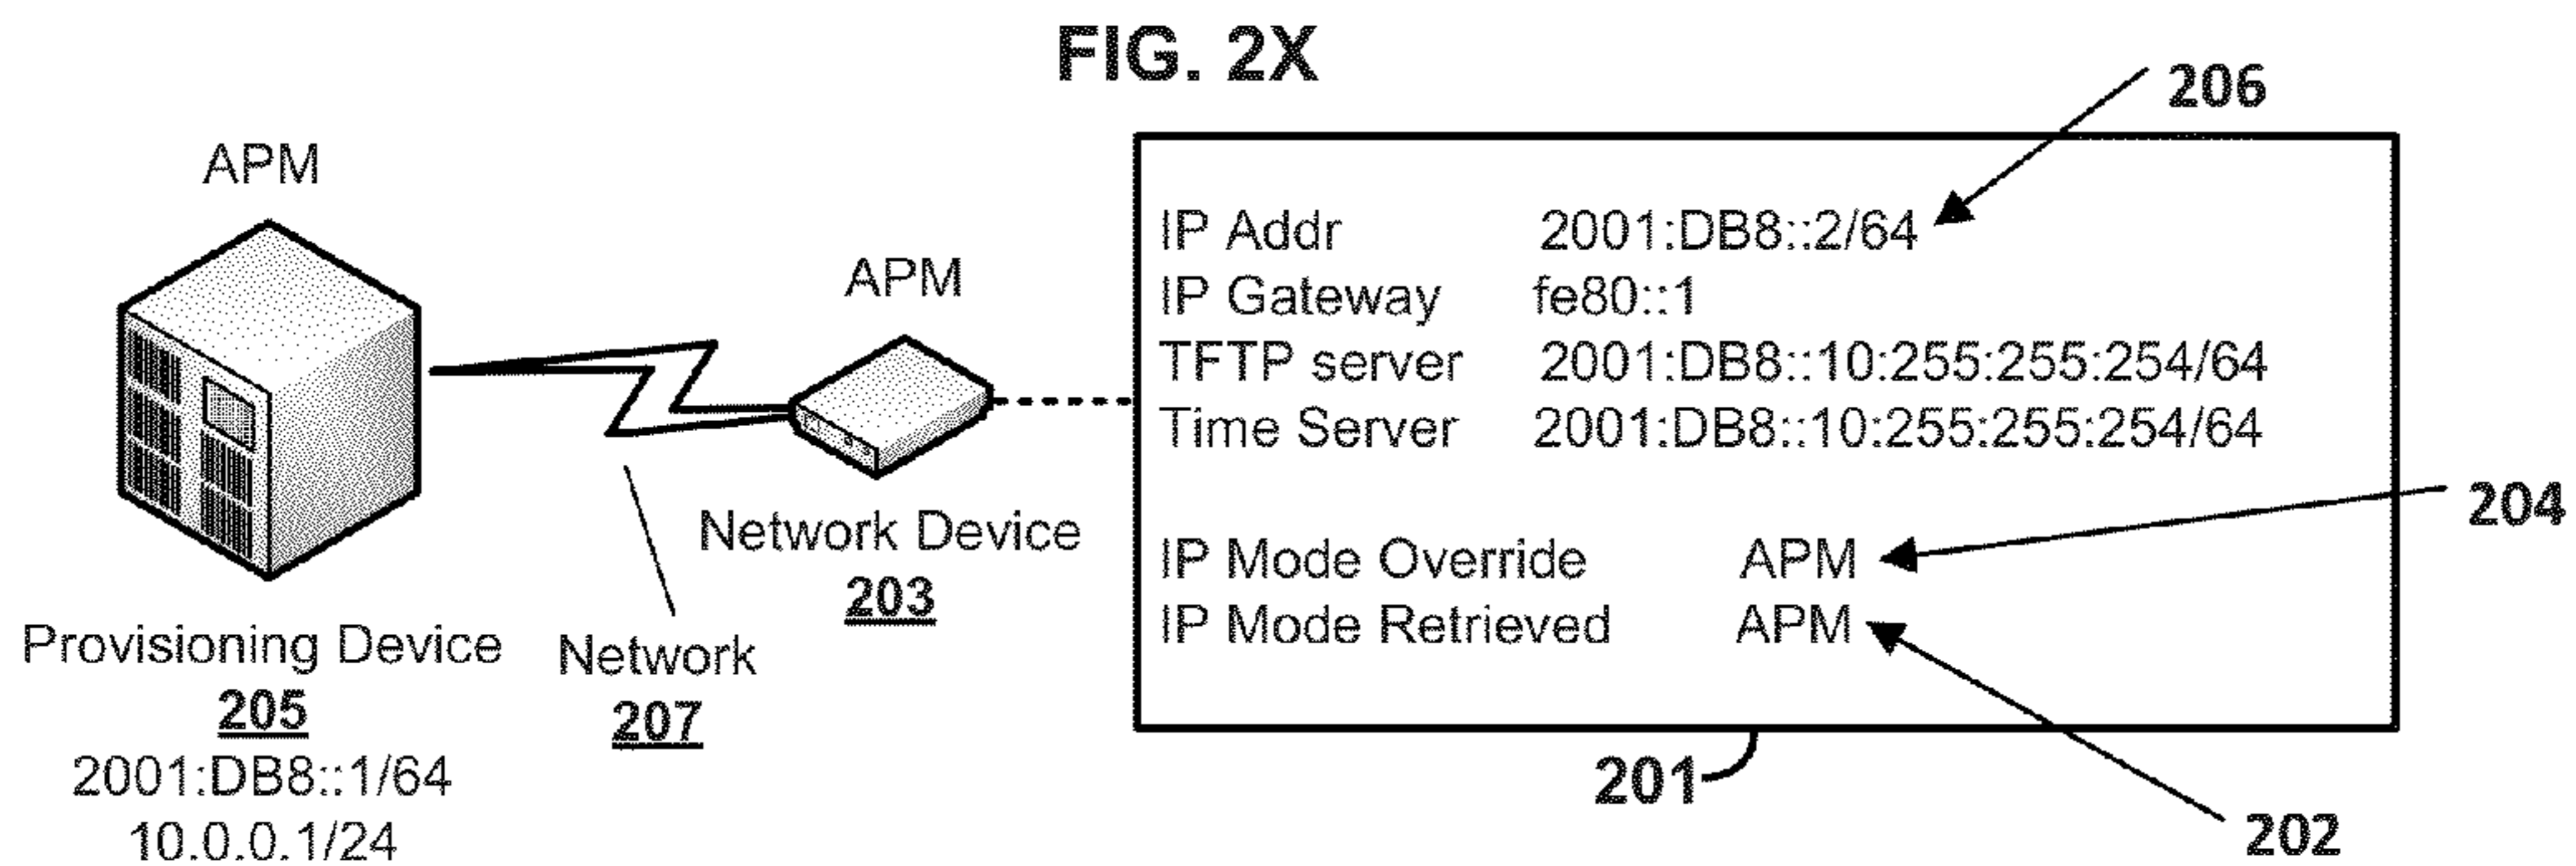 FIG. 2X
206
APM
IP Addr 2001:DB8::2/64
APM
IP Gateway fe80::1
TFTP server 2001:DB8::10:255:255:254/64
Time Server 2001:DB8::10:255:255:254/64
204
Network Device
203
IP Mode Override APM
IP Mode Retrieved APM
Provisioning Device
205
2001:DB8::1/64
10.0.0.1/24
Network
207
201
202